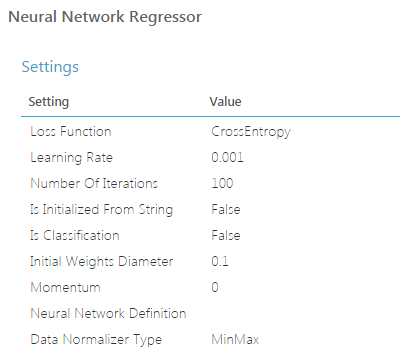 Neural Network Regressor
Settings
Setting Value
Loss Function CrossEntropy
Learning Rate 0.001
Number Of Iterations 100
Is Initialized From String False
Is Classification False
Initial Weights Diameter 0.1
Momentum 0
Neural Network Definition
Data Normalizer Type MinMax